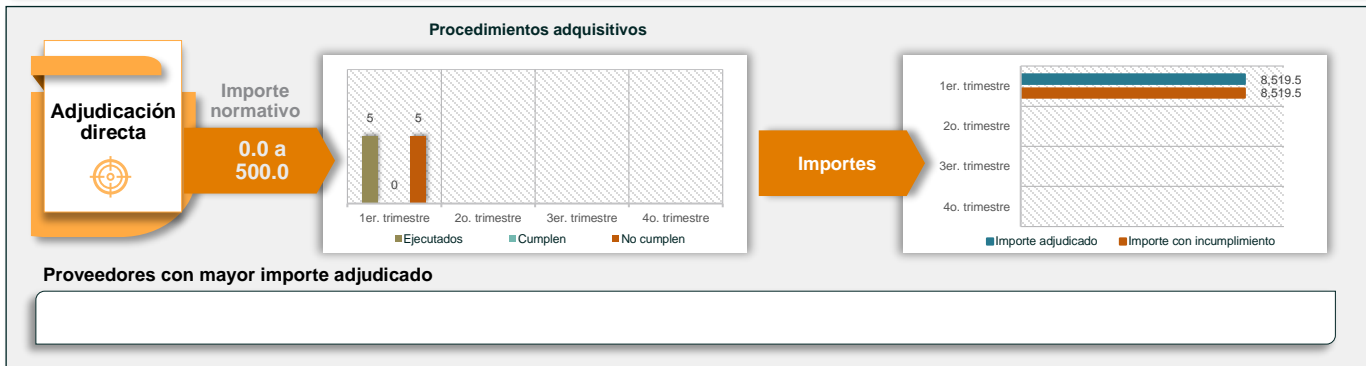 Procedimientos adquisitivos
Adjudicación
directa
Importe
normativo
0.0 a
500.0
5
0
5
1er. trimestre
2o. trimestre
3er. trimestre
4o. trimestre
Ejecutados
Cumplen
No cumplen
Importes
1er. trimestre
8,519.5
8,519.5
2o. trimestre
3er. trimestre
4o. trimestre
Importe adjudicado
Importe con incumplimiento
Proveedores con mayor importe adjudicado